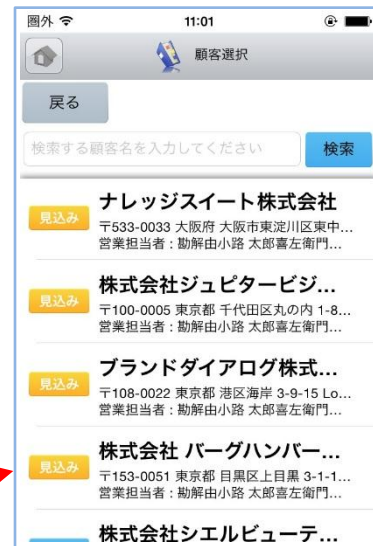 圏外 11:01
顧客選択
戻る
検索する顧客名を入力してください 検索
見込み
ナレッジスイート株式会社
〒533-0033 大阪府 大阪市東淀川区東中…
営業担当者 : 勘解由小路 太郎喜左衛門…
見込み
株式会社ジュピタービジ…
〒100-0005 東京都 千代田区丸の内 1-8…
営業担当者 : 勘解由小路 太郎喜左衛門…
見込み
ブランドダイアログ株式…
〒108-0022 東京都 港区海岸 3-9-15 Lo…
営業担当者 : 勘解由小路 太郎喜左衛門…
見込み
株式会社 バーグハンバー…
〒153-0051 東京都 目黒区上目黒 3-1-1…
営業担当者 : 勘解由小路 太郎喜左衛門…
株式会社シエルビューテ…